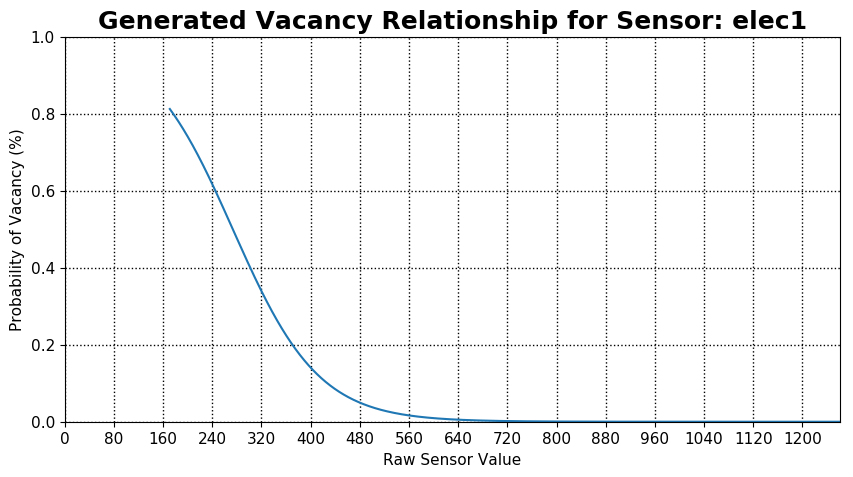 Generated Vacancy Relationship for Sensor: elec1
1.0
0.8
0.6
0.4
0.2
0.0
Probability of Vacancy (%)
0 80 160 240 320 400 480 560 640 720 800 880 960 1040 1120 1200
Raw Sensor Value